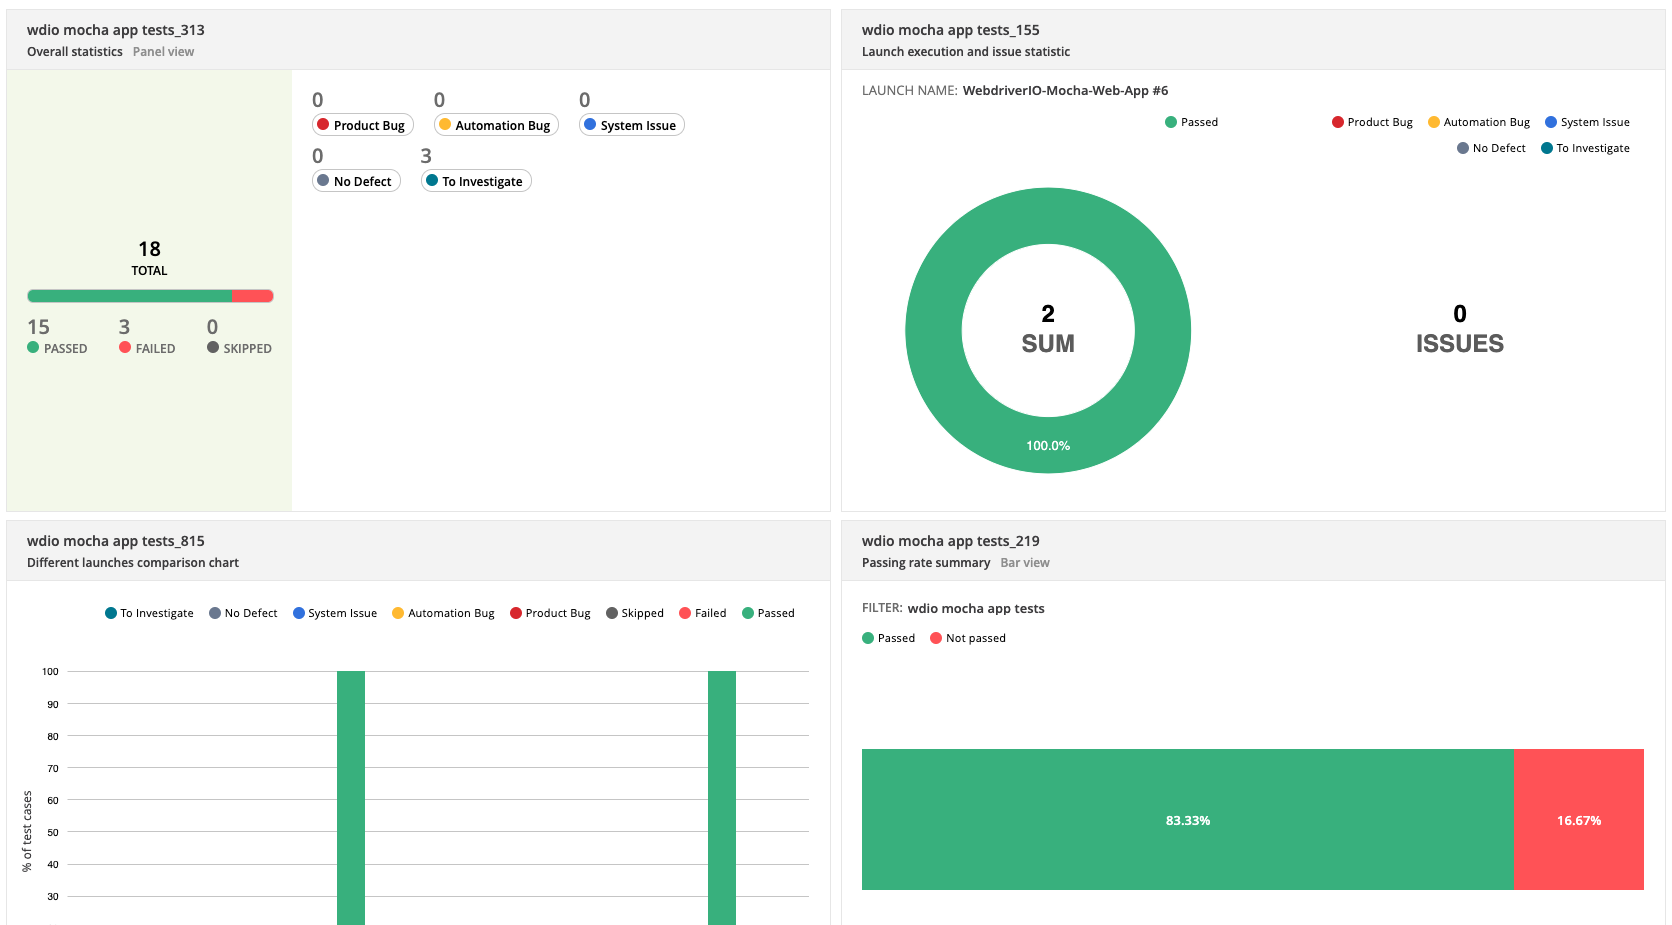 wdio mocha app tests_313
Overall statistics Panel view
18
TOTAL
15 3 0
PASSED FAILED SKIPPED
0 0 0
Product Bug Automation Bug System Issue
0 3
No Defect To Investigate
wdio mocha app tests_155
Launch execution and issue statistic
LAUNCH NAME: WebdriverIO-Mocha-Web-App #6
Passed Product Bug Automation Bug System Issue
No Defect To Investigate
2
SUM
100.0%
0
ISSUES
wdio mocha app tests_815
Different launches comparison chart
To Investigate No Defect System Issue Automation Bug Product Bug Skipped Failed Passed
100
90
80
70
60
50
40
30
% of test cases
wdio mocha app tests_219
Passing rate summary Bar view
FILTER: wdio mocha app tests
Passed Not passed
83.33% 16.67%